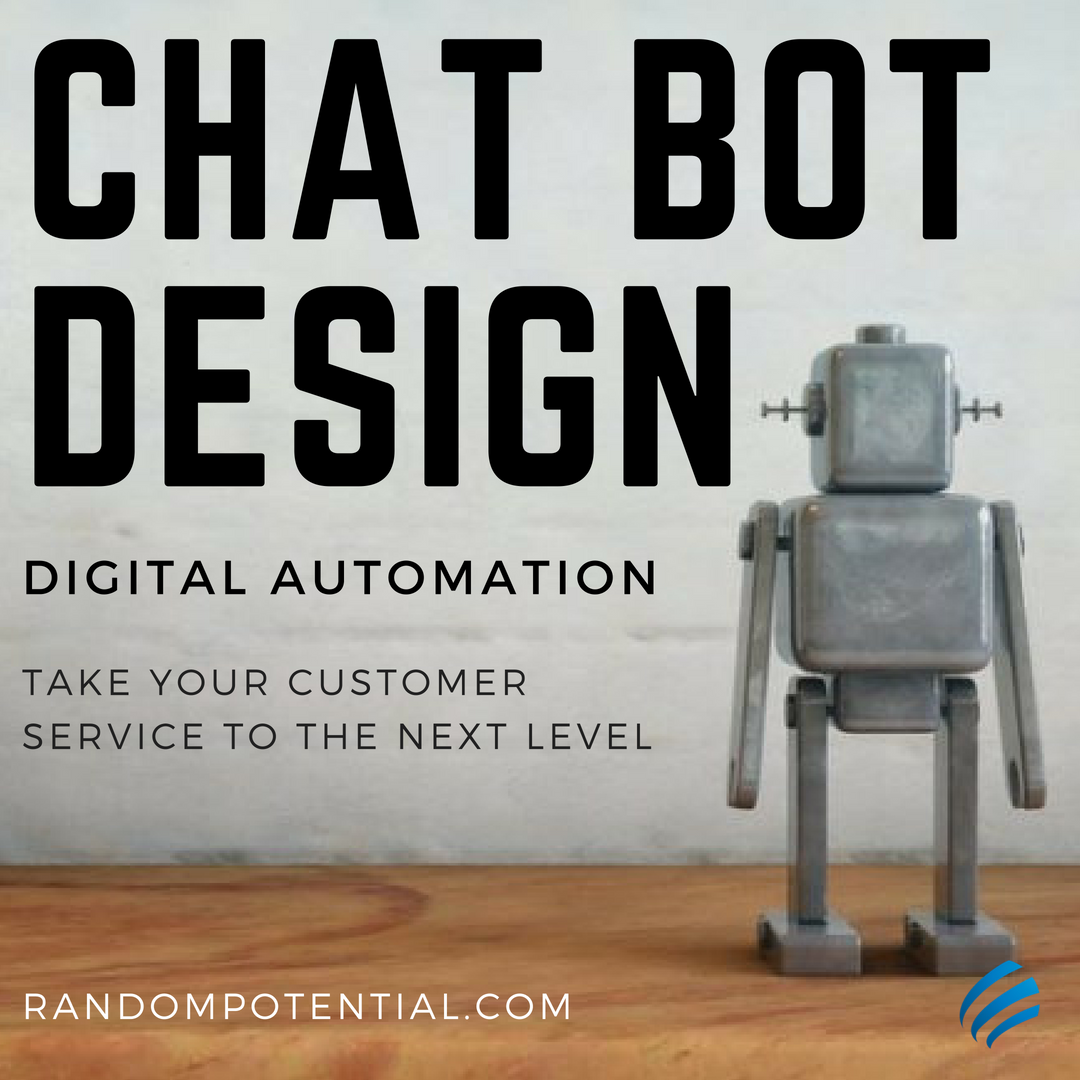 CHAT BOT
DESIGN
DIGITAL AUTOMATION
TAKE YOUR CUSTOMER
SERVICE TO THE NEXT LEVEL
RANDOMPOTENTIAL.COM